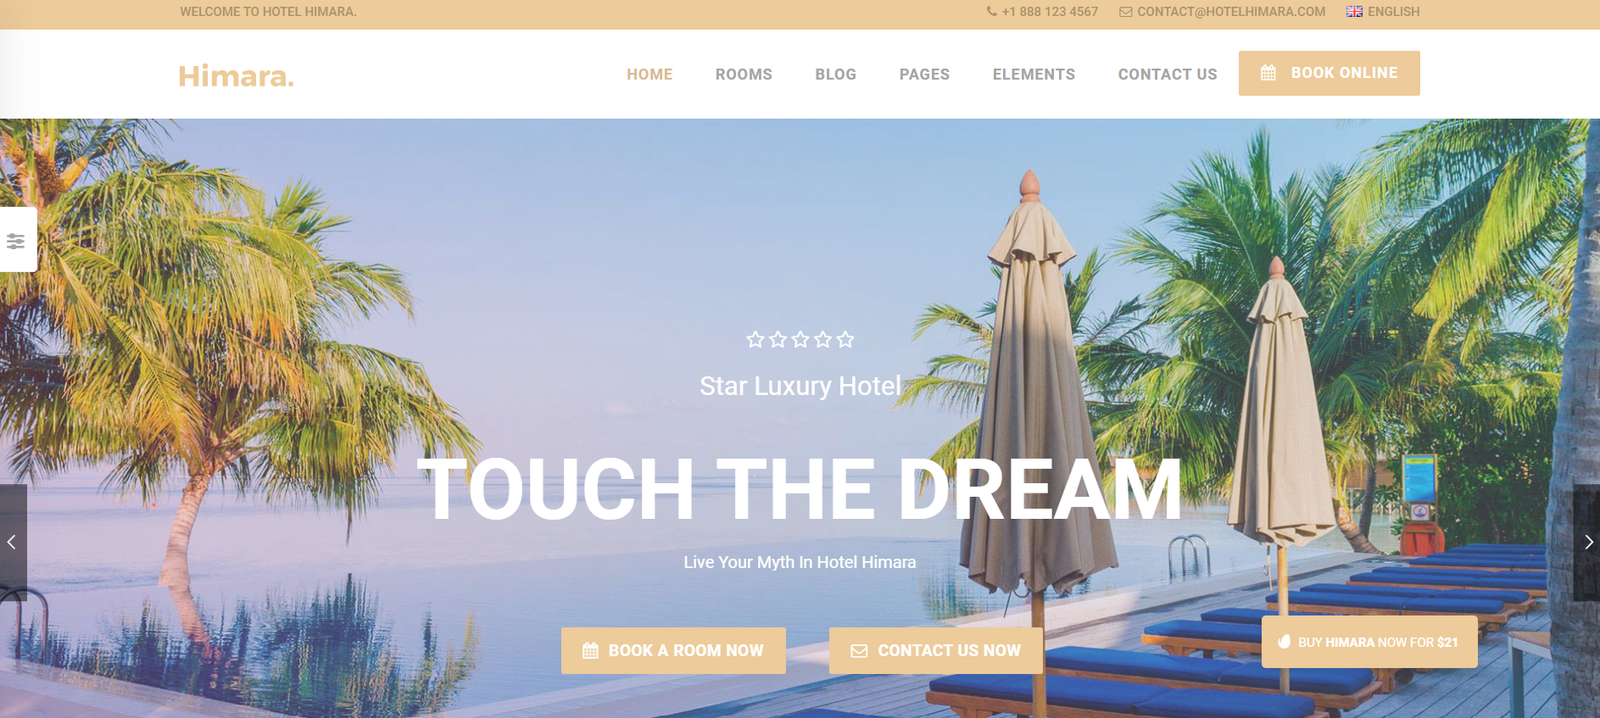 WELCOME TO HOTEL HIMARA.
+1 888 123 4567 CONTACT@HOTELHIMARA.COM ENGLISH
Himara.
HOME ROOMS BLOG PAGES ELEMENTS CONTACT US BOOK ONLINE
Star Luxury Hotel
TOUCH THE DREAM
Live Your Myth In Hotel Himara
BOOK A ROOM NOW CONTACT US NOW
BUY HIMARA NOW FOR $21